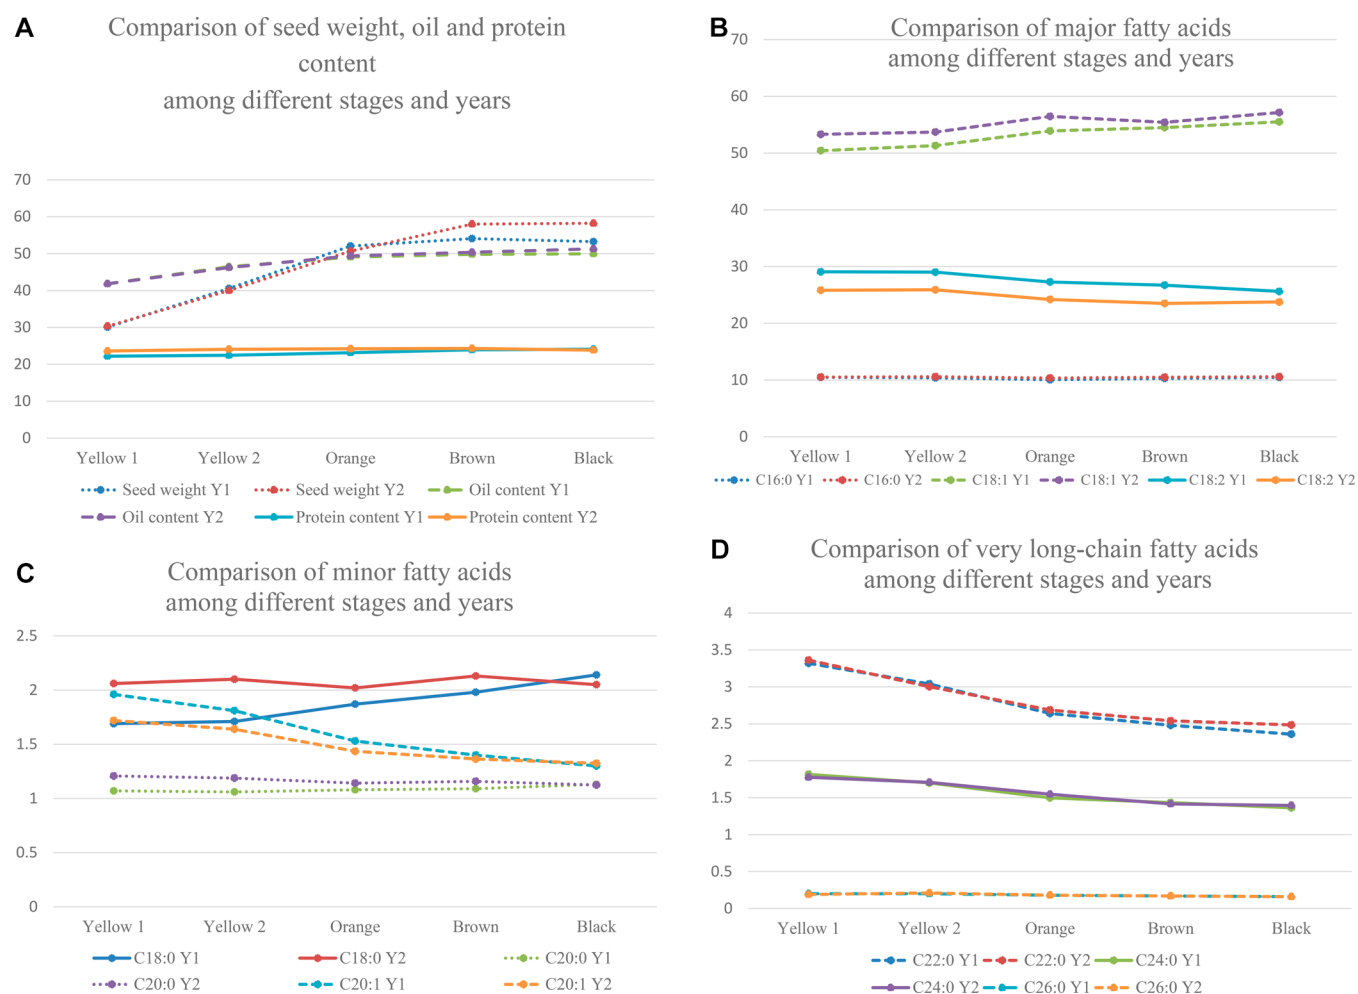 A
Comparison of seed weight, oil and protein
content
among different stages and years
70
60
50
40
30
20
10
0
Yellow 1 Yellow 2 Orange Brown Black
Seed weight Y1 Seed weight Y2 Oil content Y1
Oil content Y2 Protein content Y1 Protein content Y2
B
Comparison of major fatty acids
among different stages and years
70
60
50
40
30
20
10
0
Yellow 1 Yellow 2 Orange Brown Black
C16:0 Y1 C16:0 Y2 C18:1 Y1 C18:1 Y2 C18:2 Y1 C18:2 Y2
C
Comparison of minor fatty acids
among different stages and years
2.5
2
1.5
1
0.5
0
Yellow 1 Yellow 2 Orange Brown Black
C18:0 Y1 C18:0 Y2 C20:0 Y1
C20:0 Y2 C20:1 Y1 C20:1 Y2
D
Comparison of very long-chain fatty acids
among different stages and years
4
3.5
3
2.5
2
1.5
1
0.5
0
Yellow 1 Yellow 2 Orange Brown Black
C22:0 Y1 C22:0 Y2 C24:0 Y1
C24:0 Y2 C26:0 Y1 C26:0 Y2